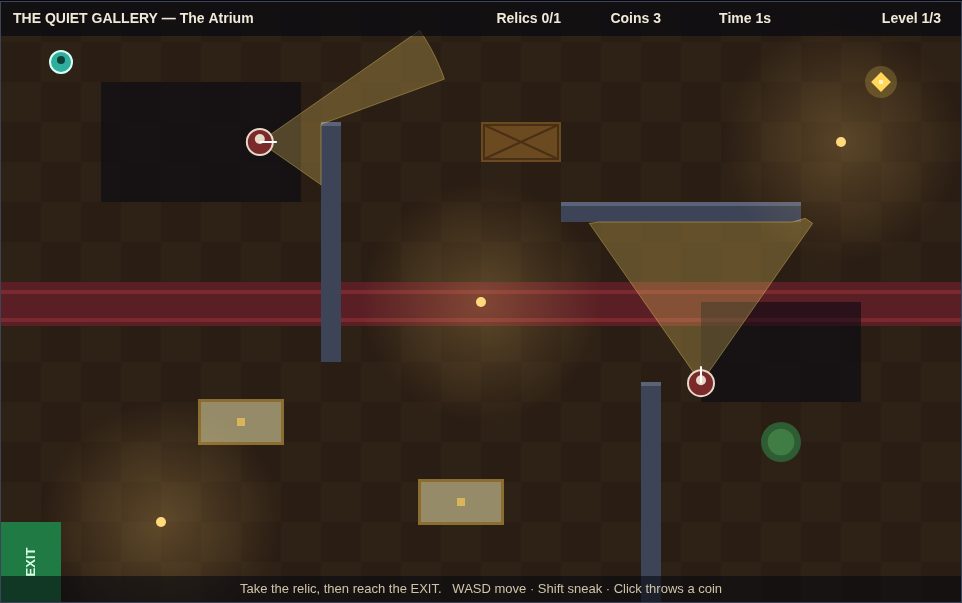 THE QUIET GALLERY — The Atrium Relics 0/1 Coins 3 Time 1s Level 1/3
EXIT
Take the relic, then reach the EXIT. WASD move · Shift sneak · Click throws a coin